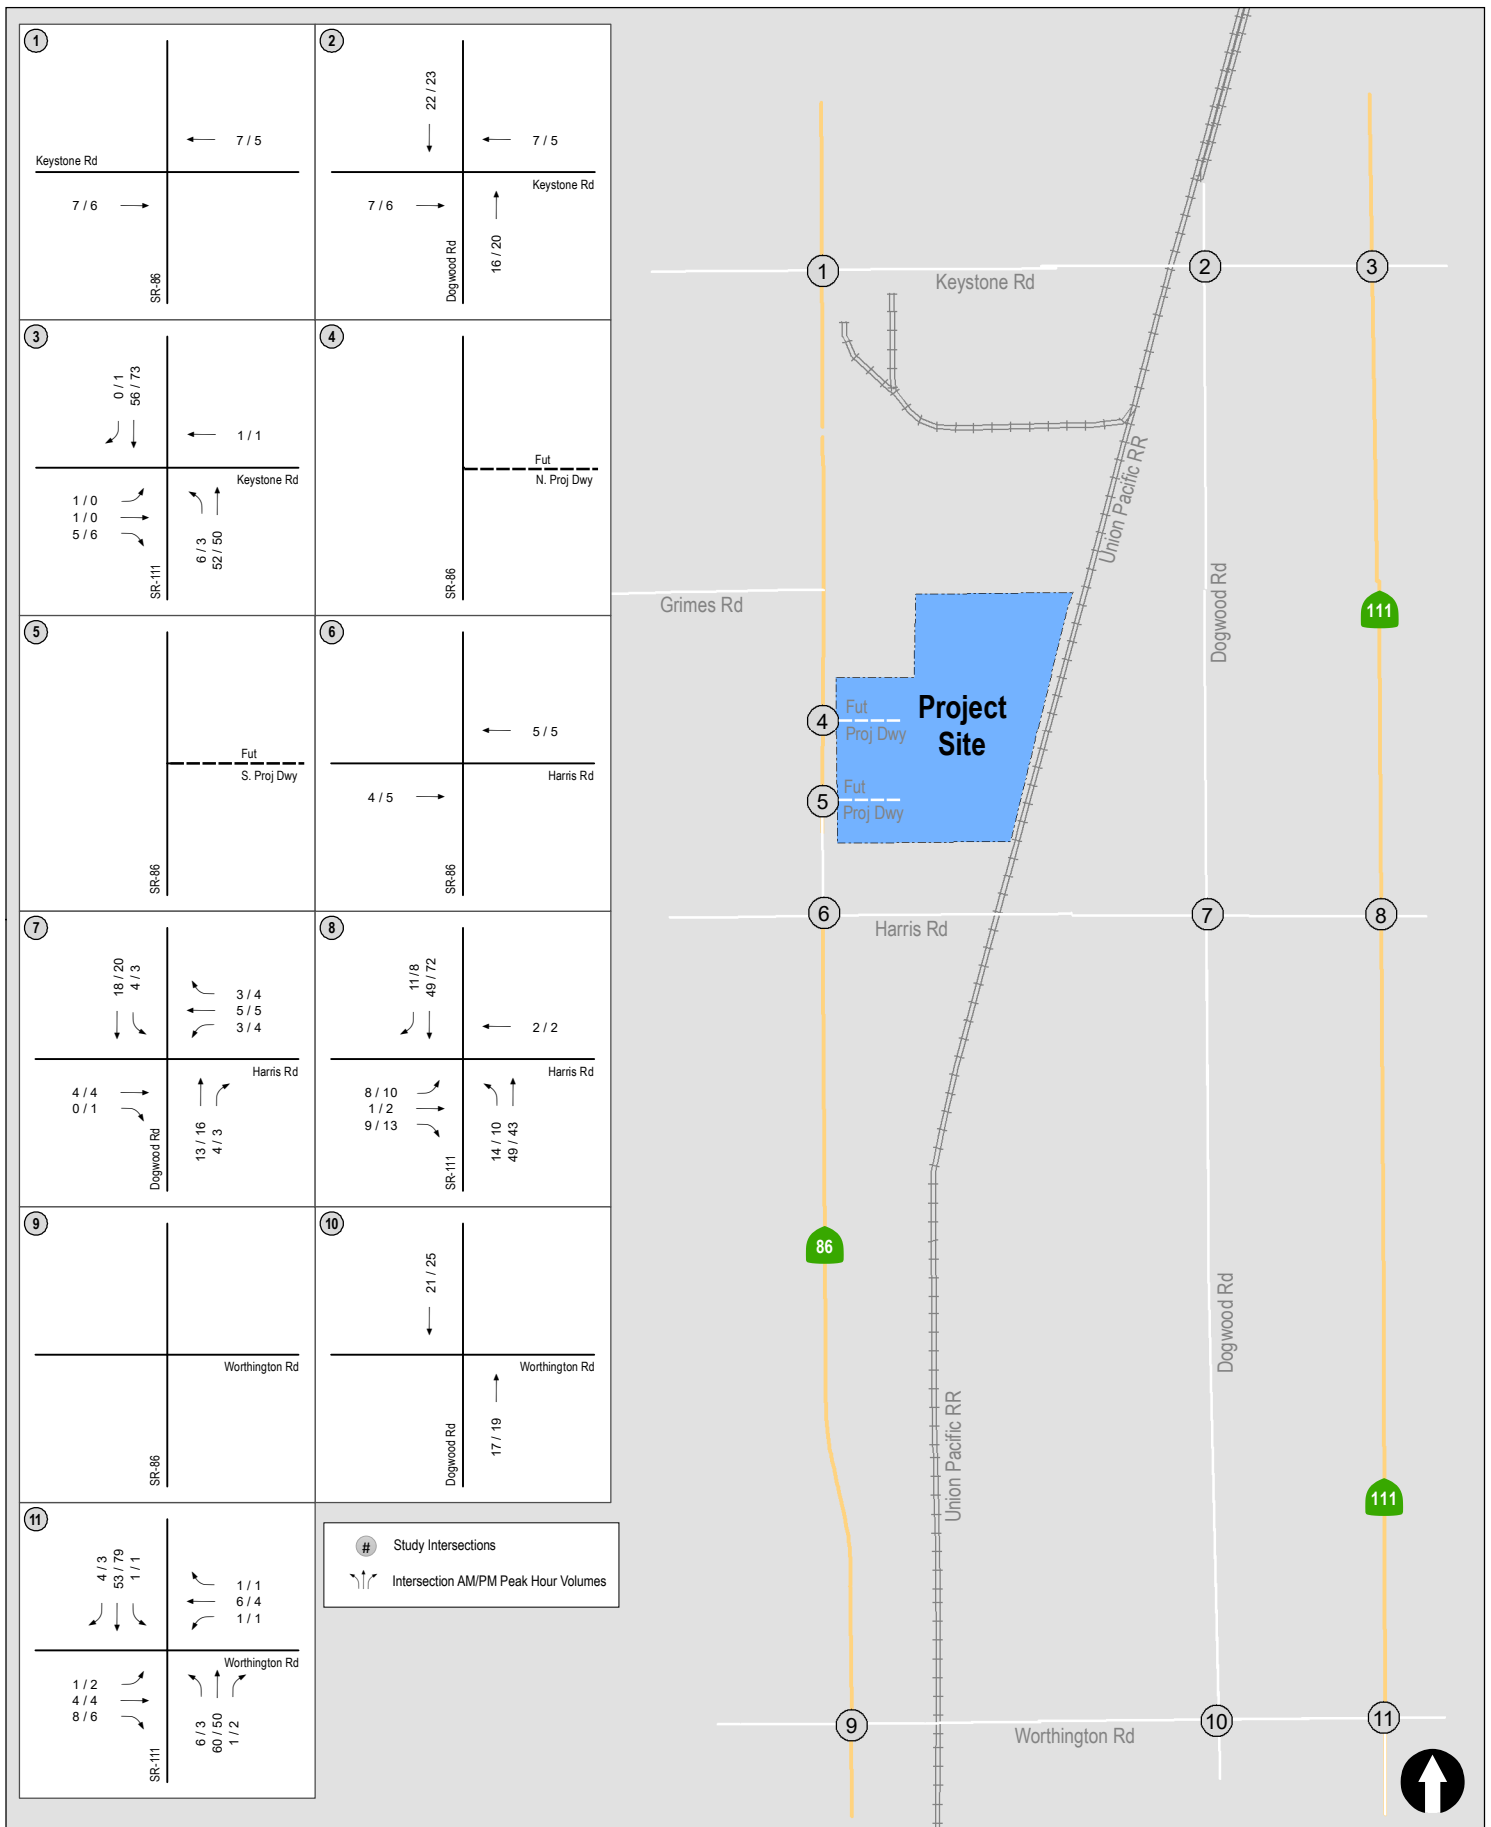 1
7 / 5
Keystone Rd
7 / 6
SR-86
2
22 / 23
7 / 5
Keystone Rd
7 / 6
16 / 20
Dogwood Rd
3
0 / 1
56 / 73
1 / 1
Keystone Rd
1 / 0
1 / 0
5 / 6
6 / 3
52 / 50
SR-111
4
Fut
N. Proj Dwy
SR-86
5
Fut
S. Proj Dwy
SR-86
6
5 / 5
Harris Rd
4 / 5
SR-86
7
18 / 20
4 / 3
3 / 4
5 / 5
3 / 4
Harris Rd
4 / 4
0 / 1
13 / 16
4 / 3
Dogwood Rd
8
11 / 8
49 / 72
2 / 2
Harris Rd
8 / 10
1 / 2
9 / 13
14 / 10
49 / 43
SR-111
9
Worthington Rd
SR-86
10
21 / 25
Worthington Rd
17 / 19
Dogwood Rd
11
4 / 3
53 / 79
1 / 1
1 / 1
6 / 4
1 / 1
Worthington Rd
1 / 2
4 / 4
8 / 6
6 / 3
60 / 50
1 / 2
SR-111
# Study Intersections
Intersection AM/PM Peak Hour Volumes
1
2
3
Keystone Rd
Union Pacific RR
Grimes Rd
Dogwood Rd
111
Project
Site
4
Fut
Proj Dwy
5
Fut
Proj Dwy
6
7
8
Harris Rd
86
Dogwood Rd
Union Pacific RR
111
9
10
11
Worthington Rd